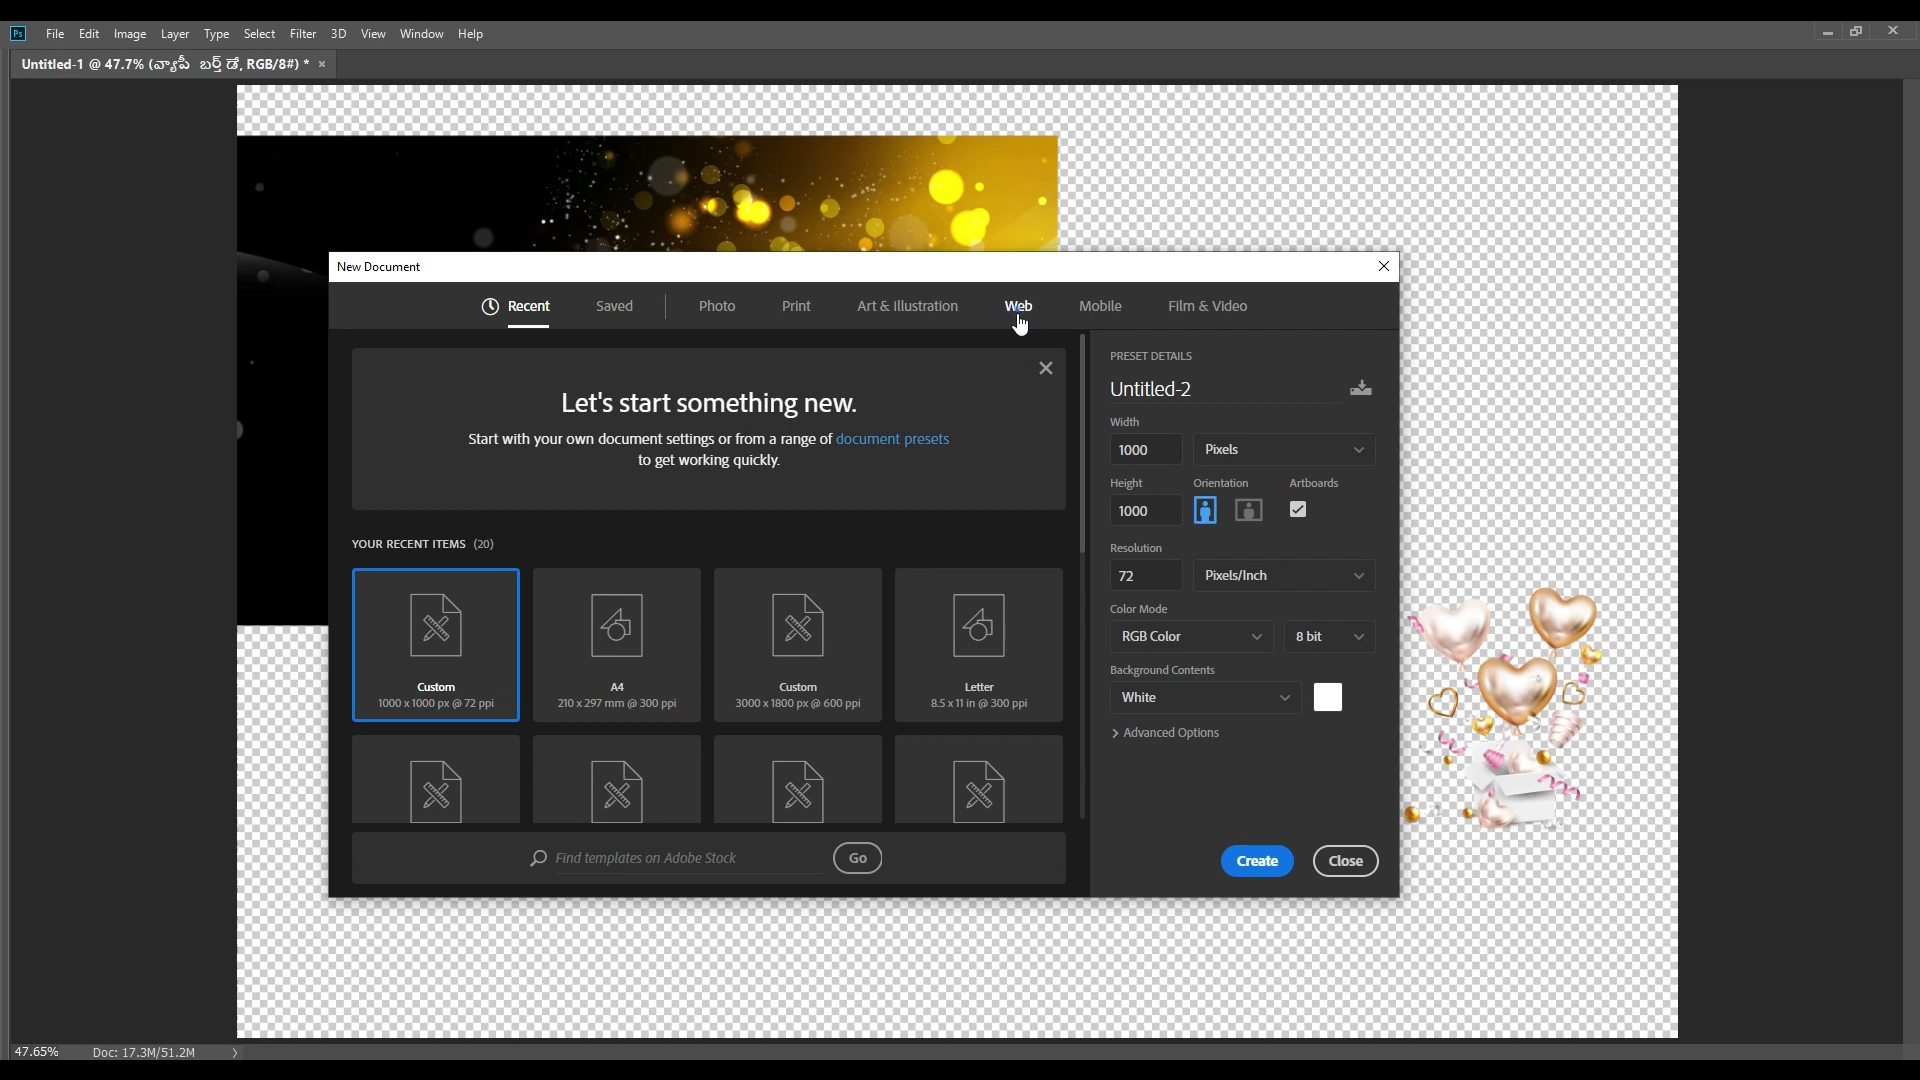 Ps File Edit Image Layer Type Select Filter 3D View Window Help
Untitled-1 @ 47.7% (వ్యాపీ బర్త్ డే, RGB/8#) * ×
New Document
Recent Saved Photo Print Art & Illustration Web Mobile Film & Video
Let's start something new.
Start with your own document settings or from a range of document presets
to get working quickly.
YOUR RECENT ITEMS (20)
Custom
1000 x 1000 px @ 72 ppi
A4
210 x 297 mm @ 300 ppi
Custom
3000 x 1800 px @ 600 ppi
Letter
8.5 x 11 in @ 300 ppi
Find templates on Adobe Stock Go
PRESET DETAILS
Untitled-2
Width
1000 Pixels
Height Orientation Artboards
1000
Resolution
72 Pixels/Inch
Color Mode
RGB Color 8 bit
Background Contents
White
> Advanced Options
Create Close
47.65% Doc: 17.3M/51.2M >